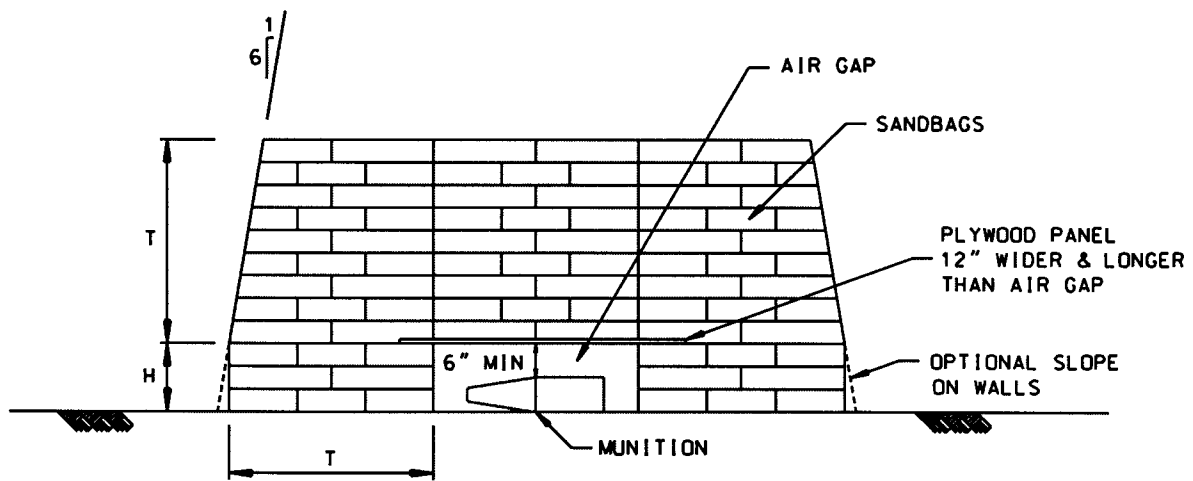 1
6
AIR GAP
SANDBAGS
T
PLYWOOD PANEL
12" WIDER & LONGER
THAN AIR GAP
6" MIN
H
OPTIONAL SLOPE
ON WALLS
MUNITION
T